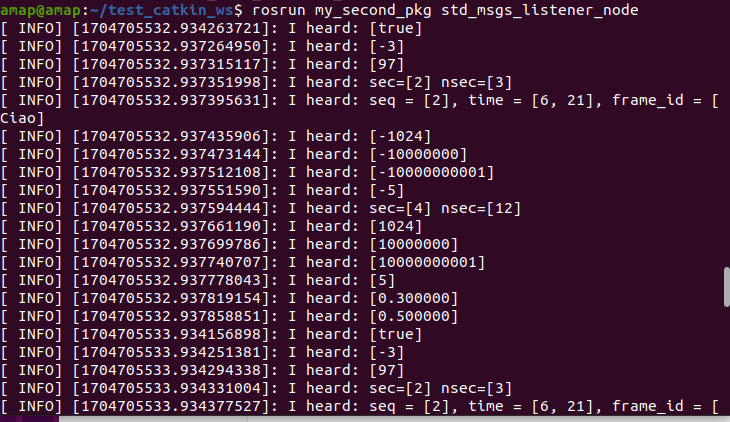 amap@amap:~/test_catkin_ws$ rosrun my_second_pkg std_msgs_listener_node
[ INFO] [1704705532.934263721]: I heard: [true]
[ INFO] [1704705532.937264950]: I heard: [-3]
[ INFO] [1704705532.937315117]: I heard: [97]
[ INFO] [1704705532.937351998]: I heard: sec=[2] nsec=[3]
[ INFO] [1704705532.937395631]: I heard: seq = [2], time = [6, 21], frame_id = [
Ciao]
[ INFO] [1704705532.937435906]: I heard: [-1024]
[ INFO] [1704705532.937473144]: I heard: [-10000000]
[ INFO] [1704705532.937512108]: I heard: [-10000000001]
[ INFO] [1704705532.937551590]: I heard: [-5]
[ INFO] [1704705532.937594444]: I heard: sec=[4] nsec=[12]
[ INFO] [1704705532.937661190]: I heard: [1024]
[ INFO] [1704705532.937699786]: I heard: [10000000]
[ INFO] [1704705532.937740707]: I heard: [10000000001]
[ INFO] [1704705532.937778043]: I heard: [5]
[ INFO] [1704705532.937819154]: I heard: [0.300000]
[ INFO] [1704705532.937858851]: I heard: [0.500000]
[ INFO] [1704705533.934156898]: I heard: [true]
[ INFO] [1704705533.934251381]: I heard: [-3]
[ INFO] [1704705533.934294338]: I heard: [97]
[ INFO] [1704705533.934331004]: I heard: sec=[2] nsec=[3]
[ INFO] [1704705533.934377527]: I heard: seq = [2], time = [6, 21], frame_id = [